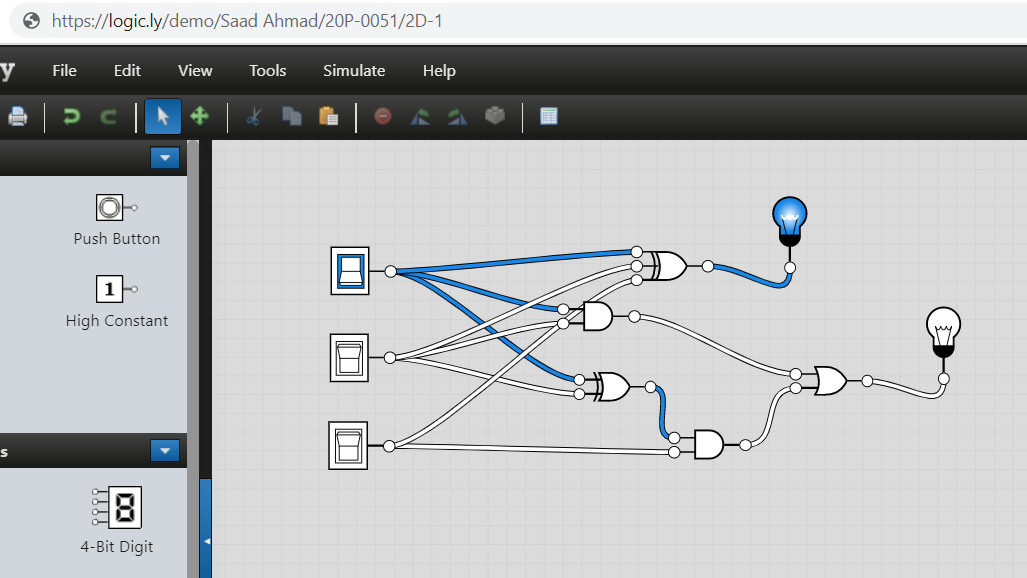 https://logic.ly/demo/Saad Ahmad/20P-0051/2D-1
y File Edit View Tools Simulate Help
Push Button
1
High Constant
s
8
4-Bit Digit